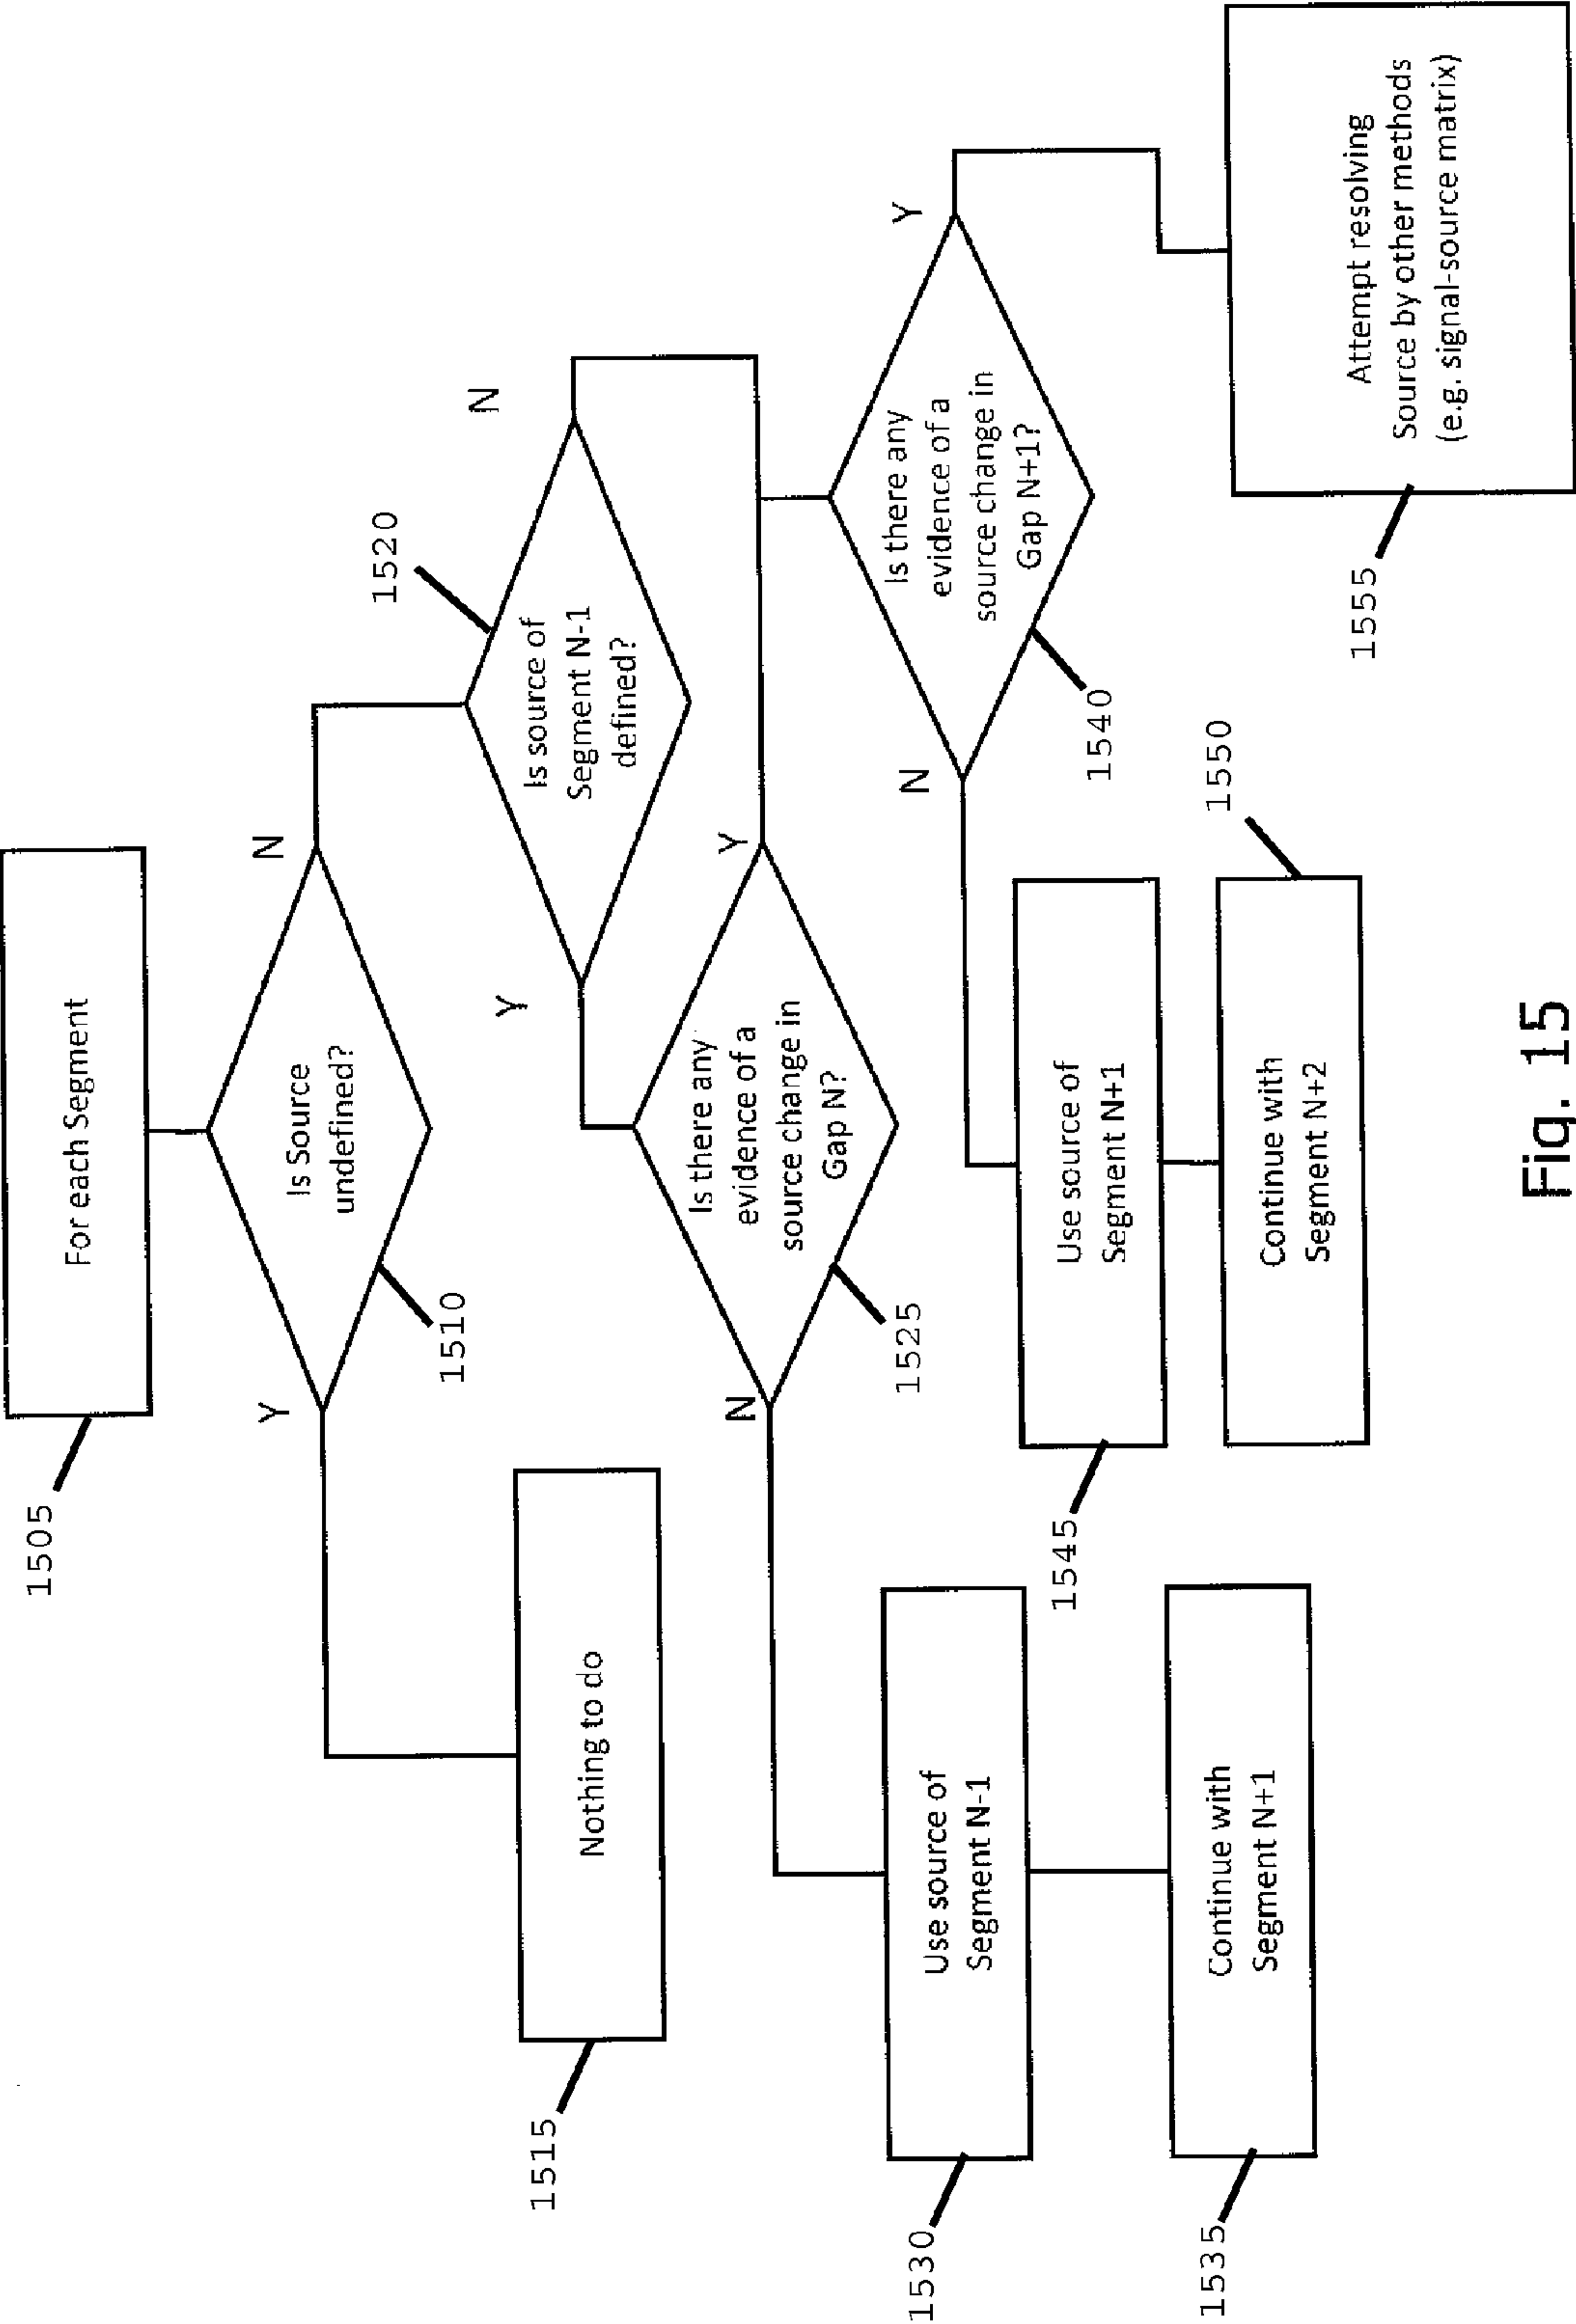 1505
For each Segment
Is Source
undefined?
Y
N
1510
1515
Nothing to do
1520
Is source of
Segment N-1
defined?
Y
N
Is there any
evidence of a
source change in
Gap N?
N
Y
1525
1530
Use source of
Segment N-1
1535
Continue with
Segment N+1
Is there any
evidence of a
source change in
Gap N+1?
N
Y
1540
1545
Use source of
Segment N+1
1550
Continue with
Segment N+2
1555
Attempt resolving
Source by other methods
(e.g. signal-source matrix)
Fig. 15